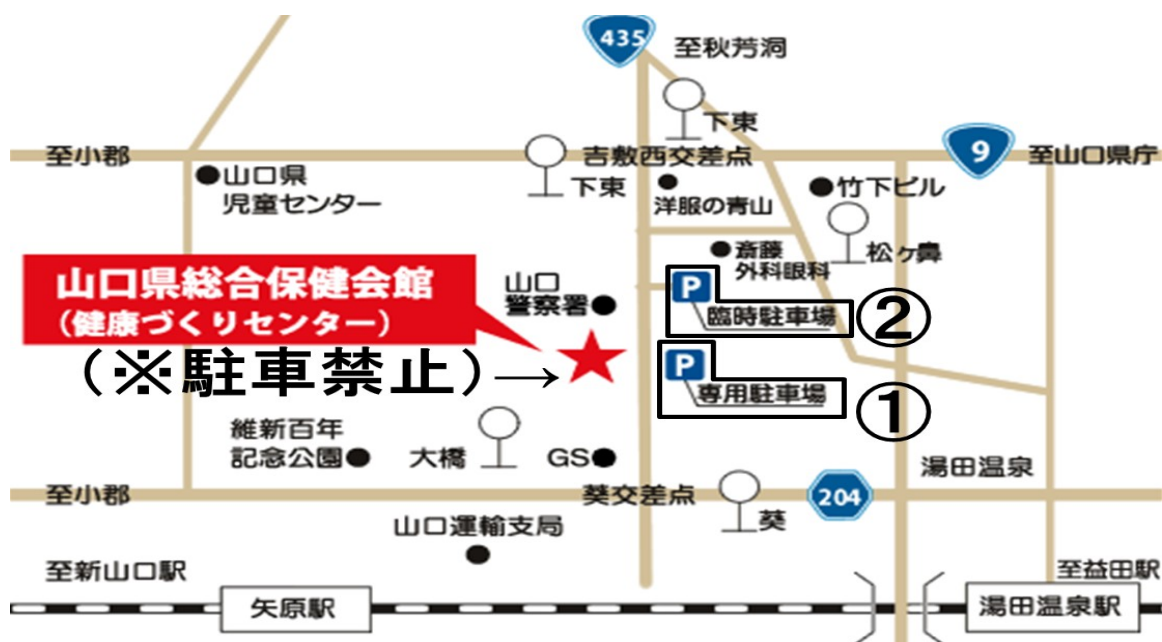 435
至秋芳洞
下東
至小郡
吉敷西交差点
9
至山口県庁
山口県
児童センター
下東
洋服の青山
竹下ビル
松ヶ鼻
斎藤
外科眼科
山口県総合保健会館
(健康づくりセンター)
山口
警察署
P
臨時駐車場
②
(※駐車禁止)→
P
専用駐車場
①
維新百年
記念公園
大橋
GS
湯田温泉
至小郡
葵交差点
204
葵
山口運輸支局
至新山口駅
至益田駅
矢原駅
湯田温泉駅